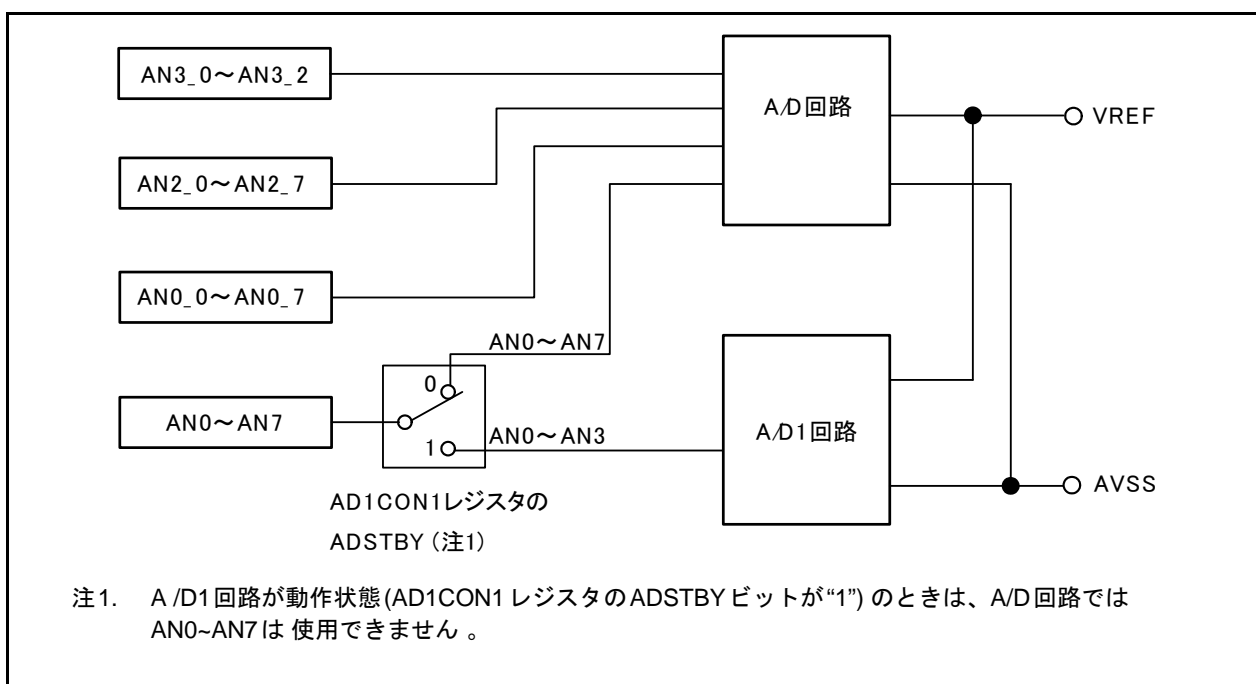 AN3_0～AN3_2
A/D回路
VREF
AN2_0～AN2_7
AN0_0～AN0_7
AN0～AN7
0
AN0～AN7
1
AN0～AN3
A/D1回路
AVSS
AD1CON1レジスタの
ADSTBY（注1）
注1. A /D1回路が動作状態(AD1CON1 レジスタのADSTBYビットが“1”) のときは、A/D回路では
AN0~AN7は 使用できません 。